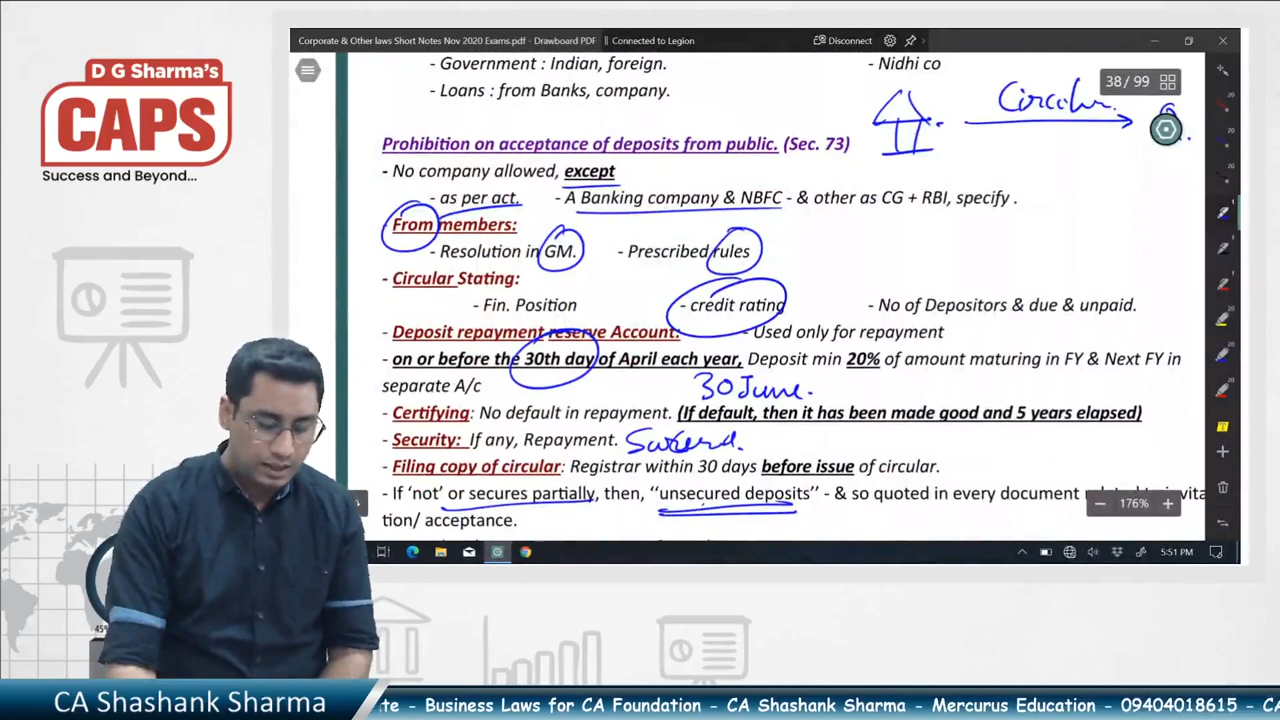 D G Sharma's
CAPS
Success and Beyond...
Corporate & Other laws Short Notes Nov 2020 Exams.pdf - Drawboard PDF
Connected to Legion
Disconnect
- Government : Indian, foreign.
- Nidhi co
- Loans : from Banks, company.
38 / 99
Circular.
Prohibition on acceptance of deposits from public. (Sec. 73)
- No company allowed, except
- as per act. - A Banking company & NBFC - & other as CG + RBI, specify .
- From members:
- Resolution in GM. - Prescribed rules
- Circular Stating:
- Fin. Position - credit rating - No of Depositors & due & unpaid.
- Deposit repayment reserve Account: - Used only for repayment
- on or before the 30th day of April each year, Deposit min 20% of amount maturing in FY & Next FY in
separate A/c
30 June.
- Certifying: No default in repayment. (If default, then it has been made good and 5 years elapsed)
- Security: If any, Repayment.
- Filing copy of circular: Registrar within 30 days before issue of circular.
- If 'not' or secures partially, then, ''unsecured deposits'' - & so quoted in every document
tion/ acceptance.
176%
5:51 PM
45%
CA Shashank Sharma
te - Business Laws for CA Foundation - CA Shashank Sharma - Mercurus Education - 09404018615 - CA